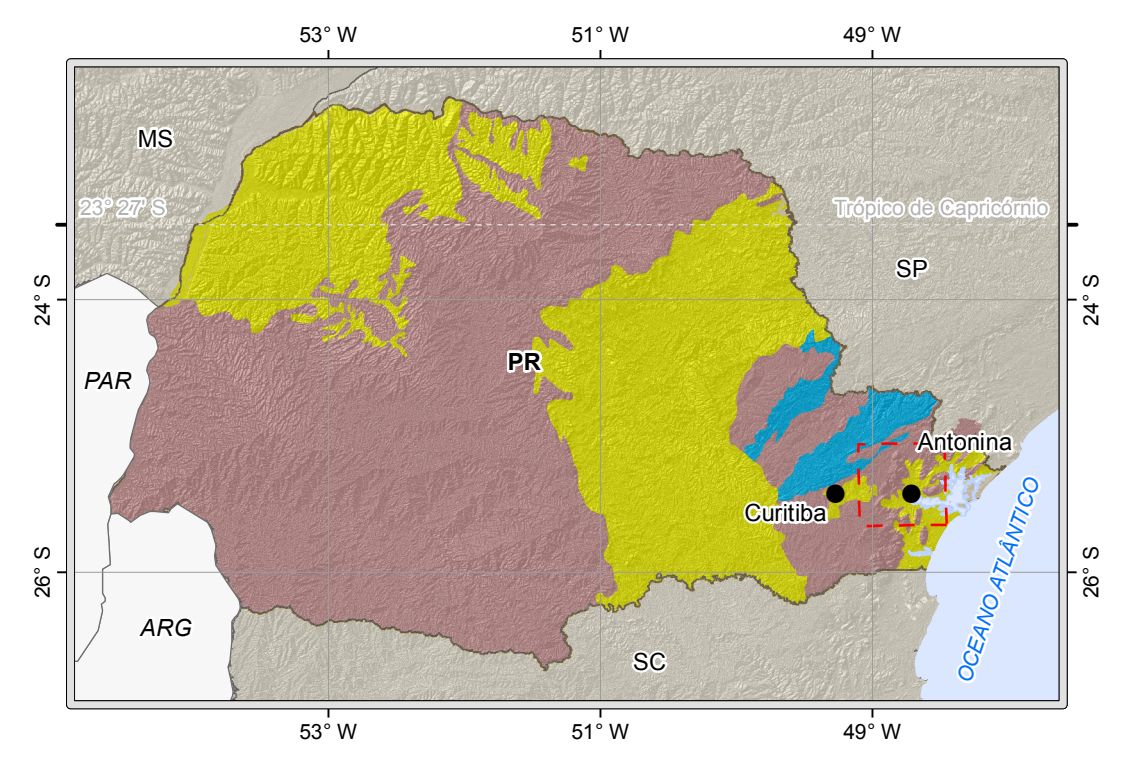 53° W
51° W
49° W
MS
23° 27' S
Trópico de Capricórnio
SP
24° S
24° S
PR
PAR
Antonina
Curitiba
OCEANO ATLÂNTICO
26° S
26° S
ARG
SC
53° W
51° W
49° W